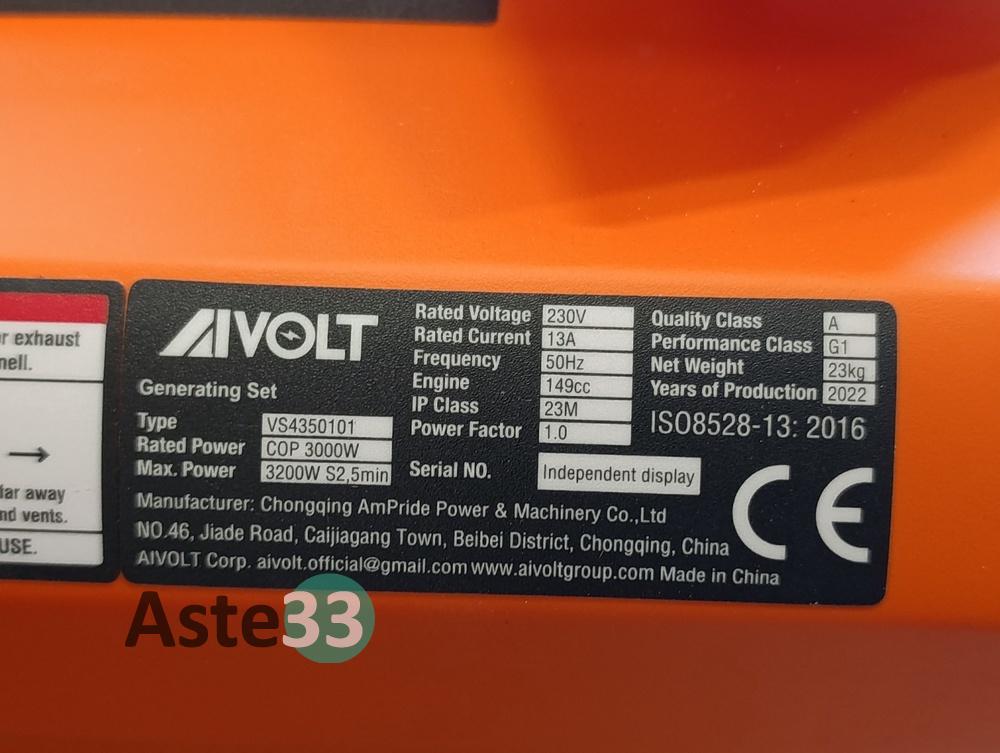 r exhaust
nell.
→
far away
nd vents.
USE.
AIVOLT
Generating Set
Type VS4350101
Rated Power COP 3000W
Max. Power 3200W S2,5min
Rated Voltage 230V
Rated Current 13A
Frequency 50Hz
Engine 149cc
IP Class 23M
Power Factor 1.0
Serial NO. Independent display
Quality Class A
Performance Class G1
Net Weight 23kg
Years of Production 2022
ISO8528-13: 2016
CE
Manufacturer: Chongqing AmPride Power & Machinery Co.,Ltd
NO.46, Jiade Road, Caijiagang Town, Beibei District, Chongqing, China
AIVOLT Corp. aivolt.official@gmail.com www.aivoltgroup.com Made in China
Aste33